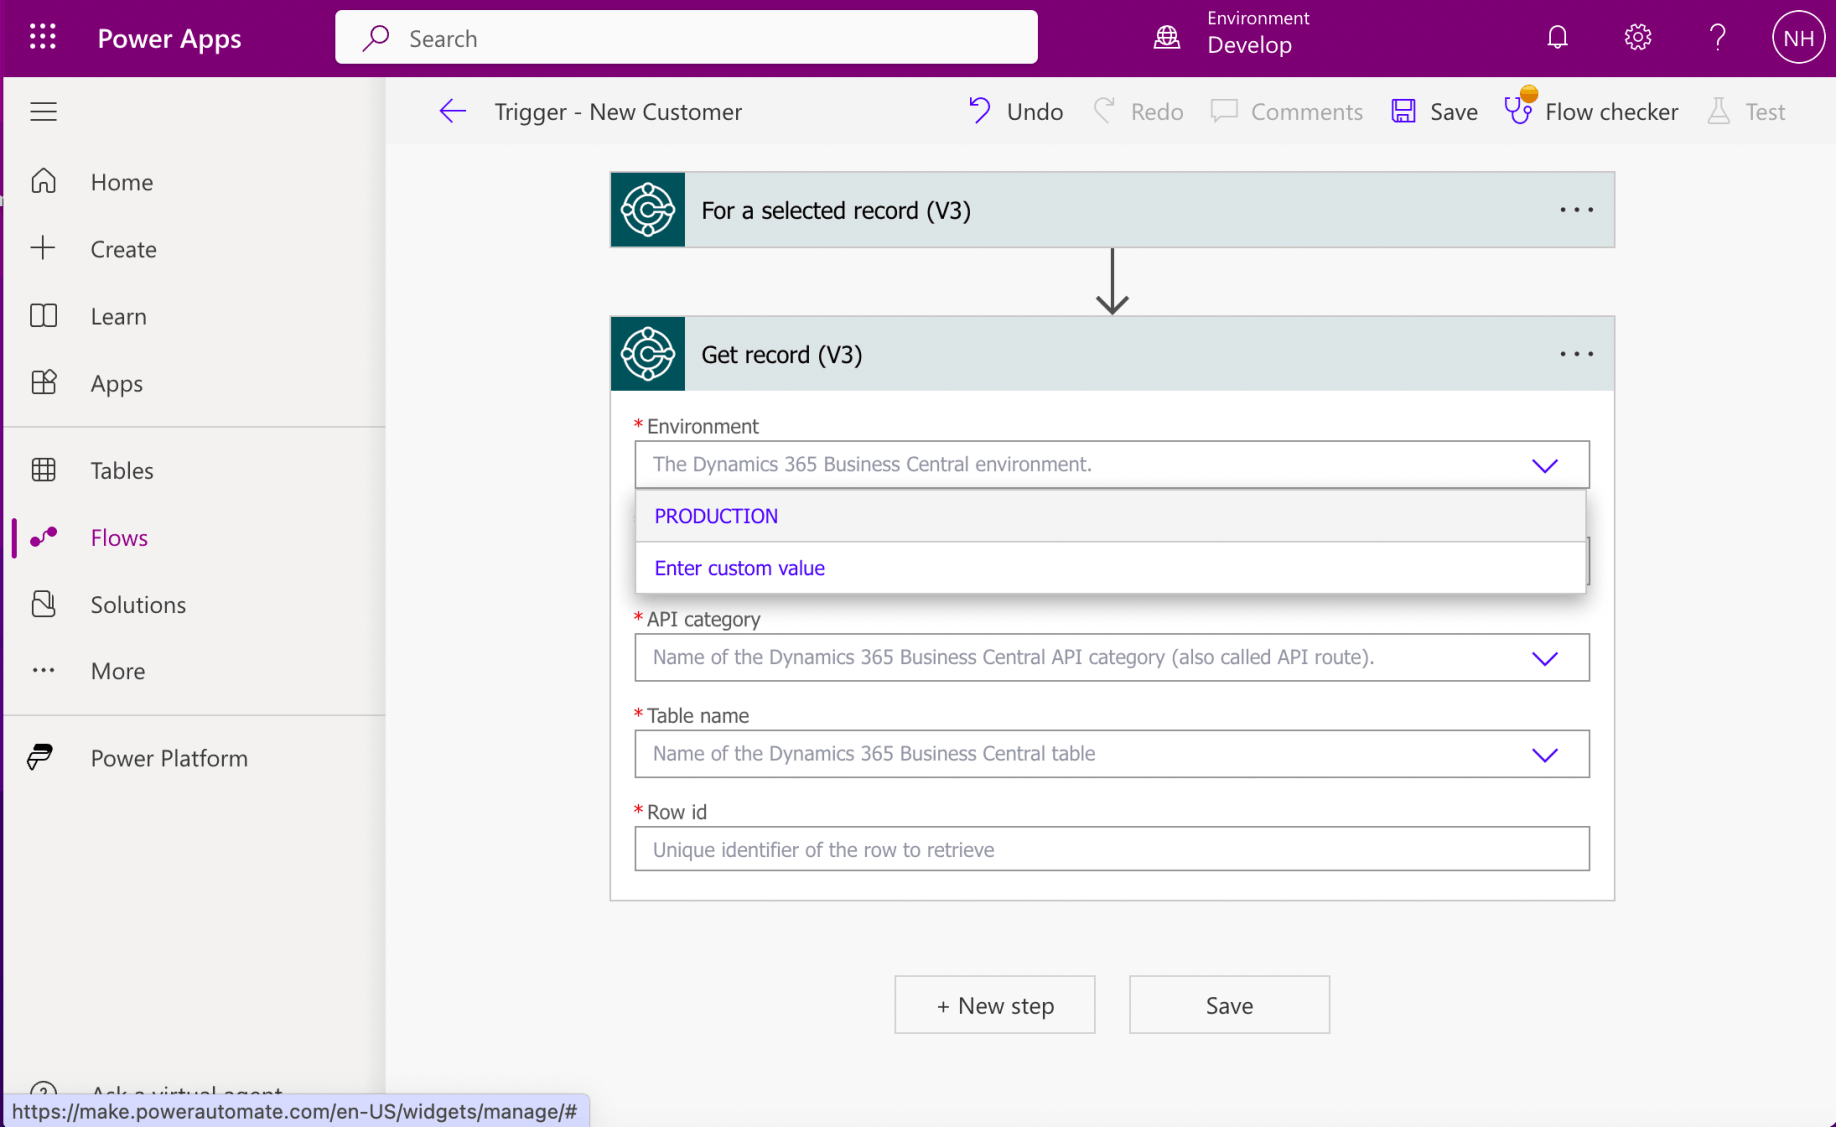 Power Apps
Search
Environment
Develop
NH
Trigger - New Customer
Undo
Redo
Comments
Save
Flow checker
Test
Home
Create
Learn
Apps
Tables
Flows
Solutions
More
Power Platform
For a selected record (V3)
Get record (V3)
* Environment
The Dynamics 365 Business Central environment.
PRODUCTION
Enter custom value
* API category
Name of the Dynamics 365 Business Central API category (also called API route).
* Table name
Name of the Dynamics 365 Business Central table
* Row id
Unique identifier of the row to retrieve
+ New step
Save
Ask a virtual agent
https://make.powerautomate.com/en-US/widgets/manage/#